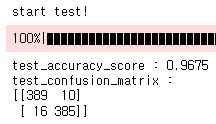 start test!
100%|
test_accuracy_score : 0.9675
test_confusion_matrix :
[[389  10]
 [ 16 385]]